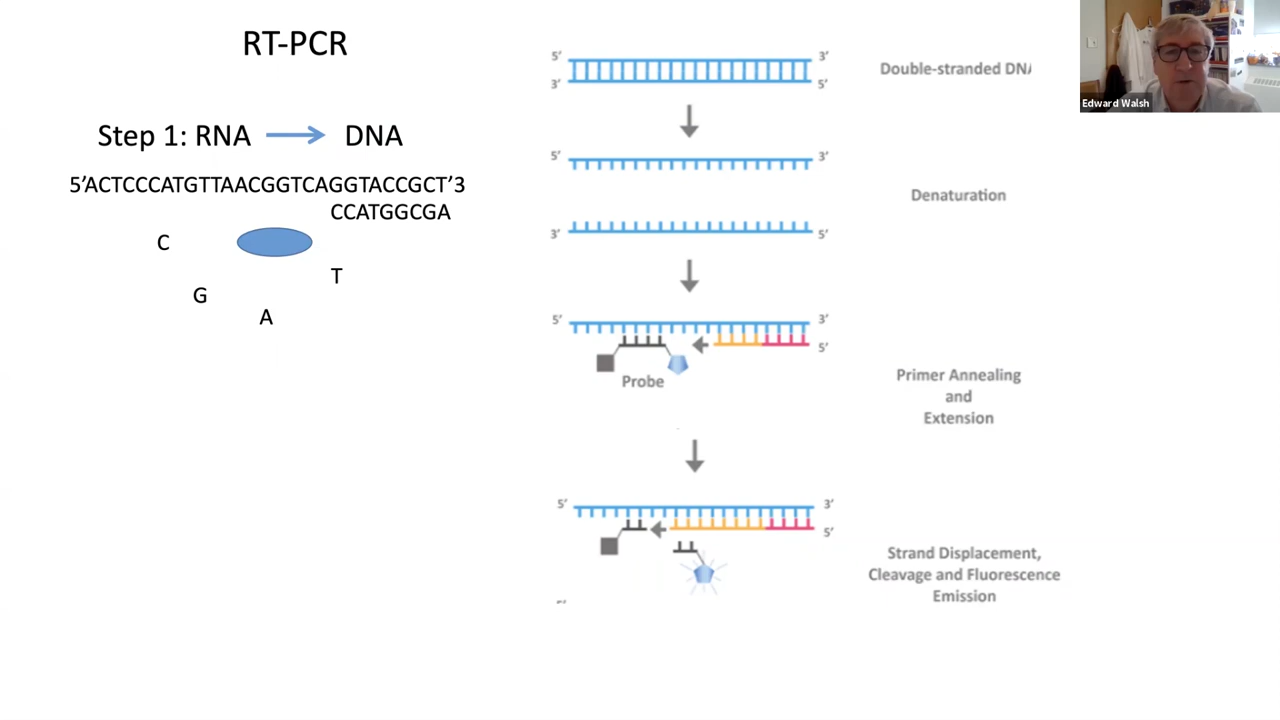 RT-PCR
Step 1: RNA
DNA
5’ACTCCCATGTTAACGGTCAGGTACCGCT’3
CCATGGCGA
C
T
G
A
5’
3’
3’
5’
Double-stranded DN
5’
3’
Denaturation
3’
5’
5’
3’
5’
Probe
Primer Annealing
and
Extension
5’
3’
5’
Strand Displacement,
Cleavage and Fluorescence
Emission
Edward Walsh